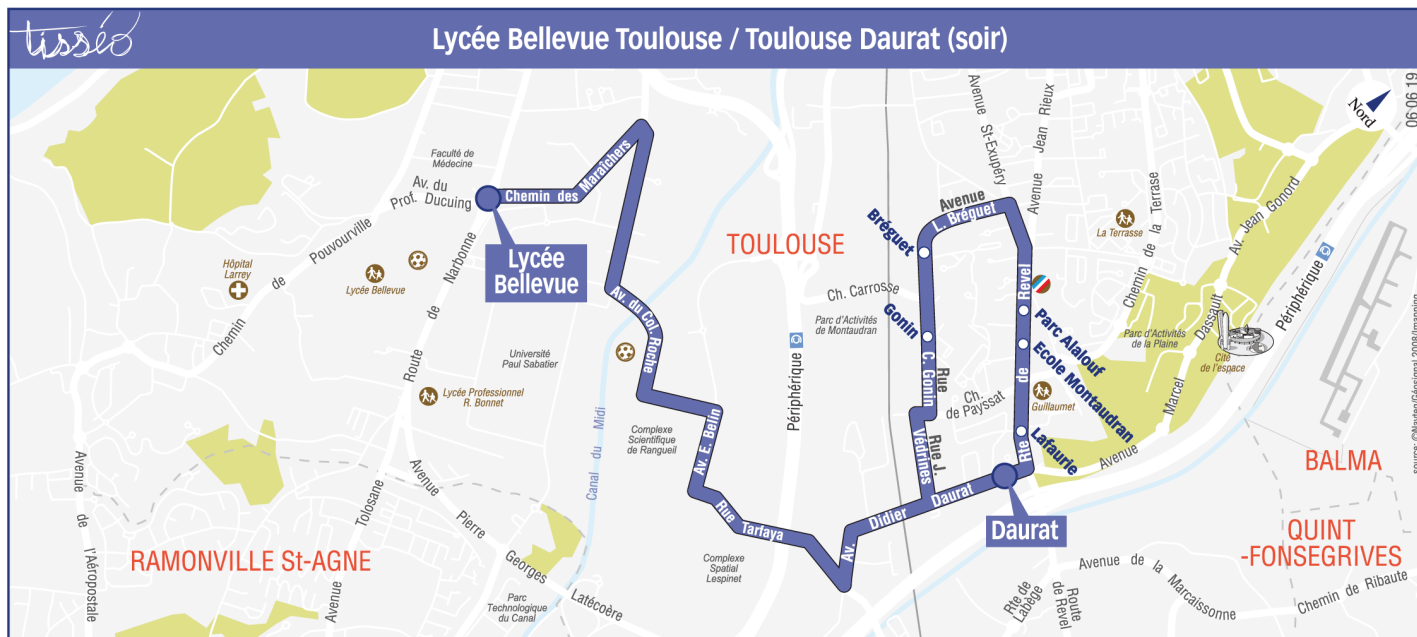 tisséo
Lycée Bellevue Toulouse / Toulouse Daurat (soir)
06 06 19
Nord
Faculté de
Médecine
Av. du
Prof. Ducuing
Chemin des Maraîchers
Lycée
Bellevue
Chemin de Pouvourville
Hôpital
Larrey
Lycée Bellevue
Route de Narbonne
Université
Paul Sabatier
Lycée Professionnel
R. Bonnet
Av. du Col. Roche
Canal du Midi
Complexe
Scientifique
de Rangueil
Av. E. Belin
Rue Tarfaya
Complexe
Spatial
Lespinet
TOULOUSE
Périphérique
Ch. Carrosse
Parc d'Activités
de Montaudran
Avenue
St-Exupéry
Avenue Jean Rieux
Avenue
L. Bréguet
Bréguet
Gonin
Rue
C. Gonin
Rue J.
Védrines
Ch.
de Payssat
Rte de Revel
Parc Alalouf
Ecole Montaudran
Lafaurie
Guillaumet
La Terrasse
Chemin de la Terrase
Parc d'Activités
de la Plaine
Av. Jean Gonord
Avenue Marcel Dassault
Cité
de l'espace
Périphérique
Av. Didier Daurat
Daurat
BALMA
QUINT
-FONSEGRIVES
Avenue de la Marcaissonne
Chemin de Ribaute
Rte de
Labège
Route
de Revel
RAMONVILLE St-AGNE
Avenue de l'Aéropostale
Avenue Tolosane
Avenue Pierre Georges Latécoère
Parc
Technologique
du Canal